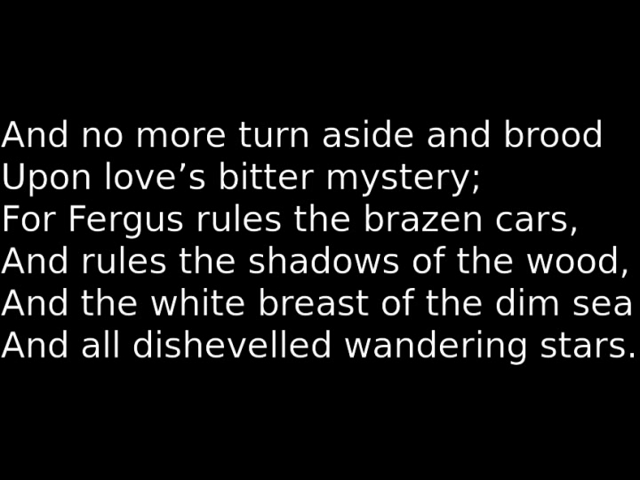 And no more turn aside and brood
Upon love’s bitter mystery;
For Fergus rules the brazen cars,
And rules the shadows of the wood,
And the white breast of the dim sea
And all dishevelled wandering stars.